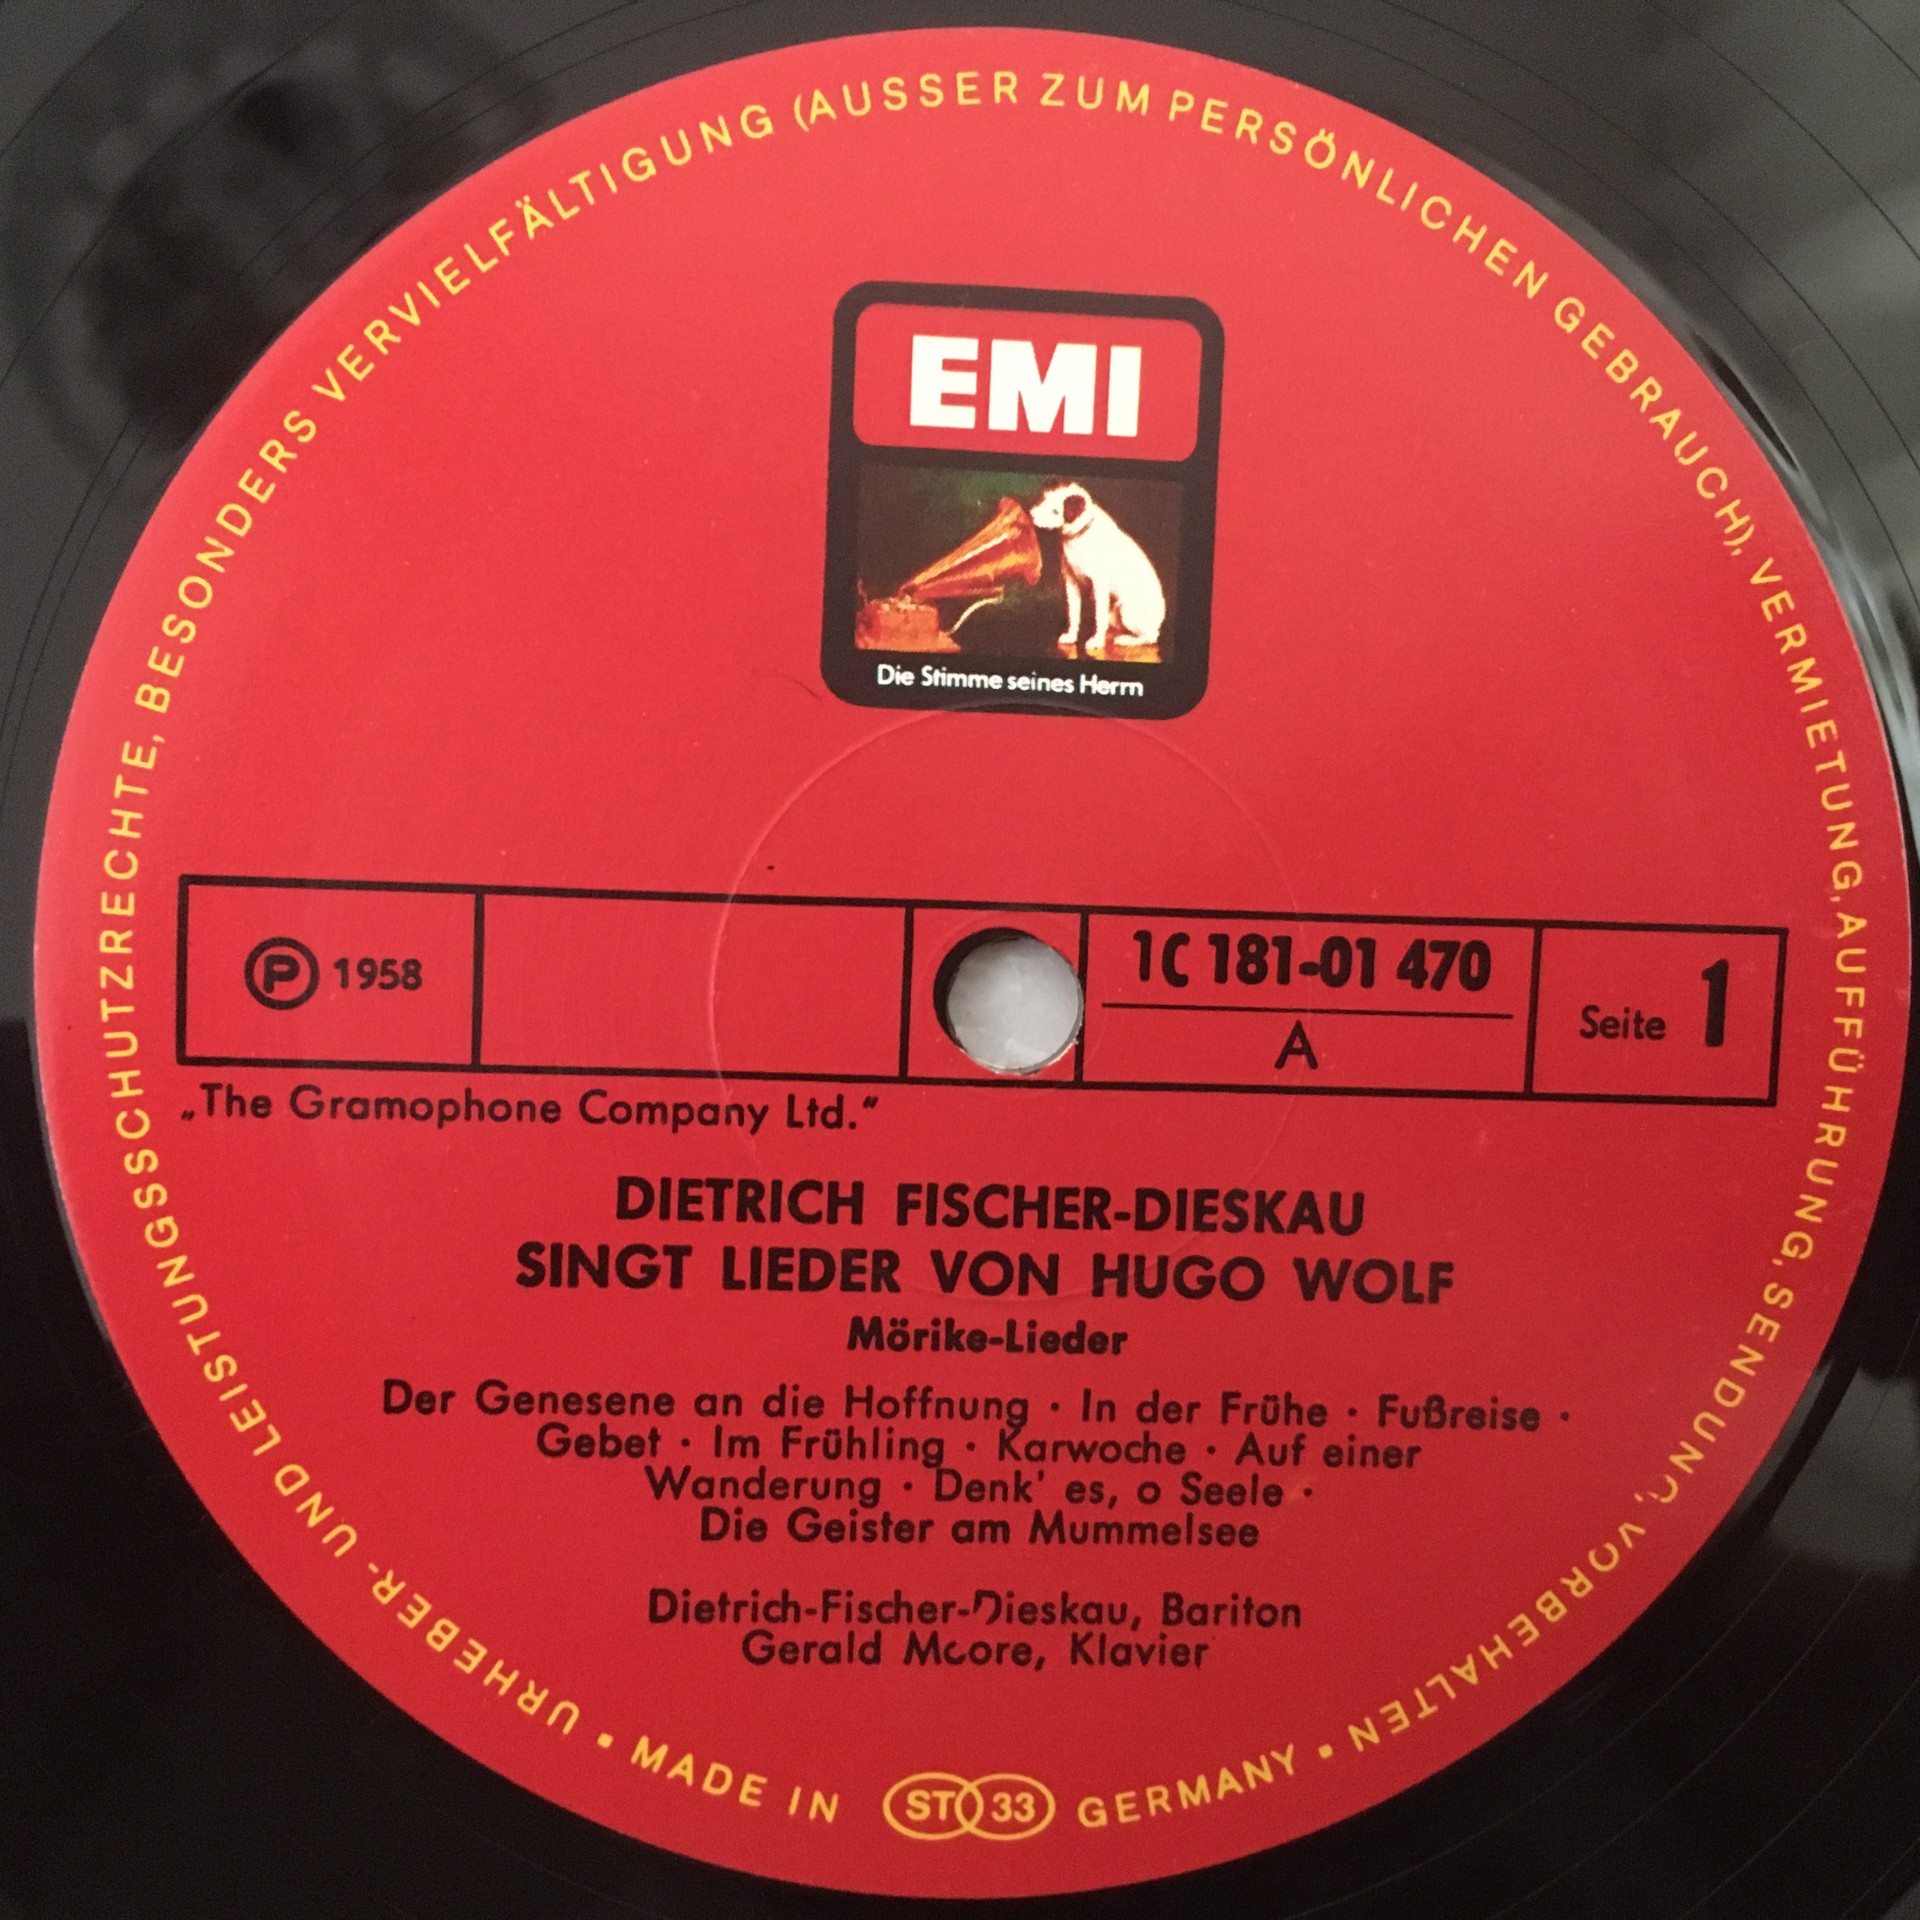 EMI
Die Stimme seines Herrn
Ⓟ 1958
1C 181-01 470
A
Seite 1
„The Gramophone Company Ltd.“
DIETRICH FISCHER-DIESKAU
SINGT LIEDER VON HUGO WOLF
Mörike-Lieder
Der Genesene an die Hoffnung · In der Frühe · Fußreise ·
Gebet · Im Frühling · Karwoche · Auf einer
Wanderung · Denk' es, o Seele ·
Die Geister am Mummelsee
Dietrich-Fischer-Dieskau, Bariton
Gerald Moore, Klavier
URHEBER- UND LEISTUNGSSCHUTZRECHTE, BESONDERS VERVIELFÄLTIGUNG (AUSSER ZUM PERSÖNLICHEN GEBRAUCH), VERMIETUNG, AUFFÜHRUNG, SENDUNG, VORBEHALTEN
• MADE IN ST 33 GERMANY •